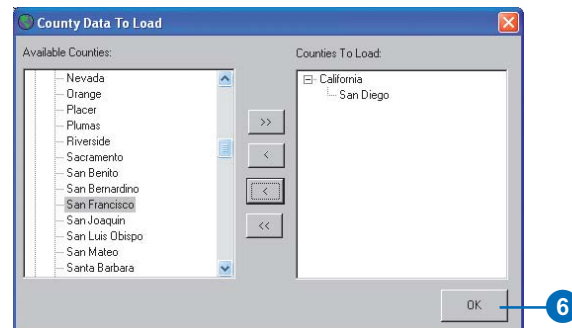 County Data To Load
Available Counties:
Nevada
Orange
Placer
Plumas
Riverside
Sacramento
San Benito
San Bernardino
San Francisco
San Joaquin
San Luis Obispo
San Mateo
Santa Barbara
>>
<
<
<<
Counties To Load:
California
San Diego
OK
6